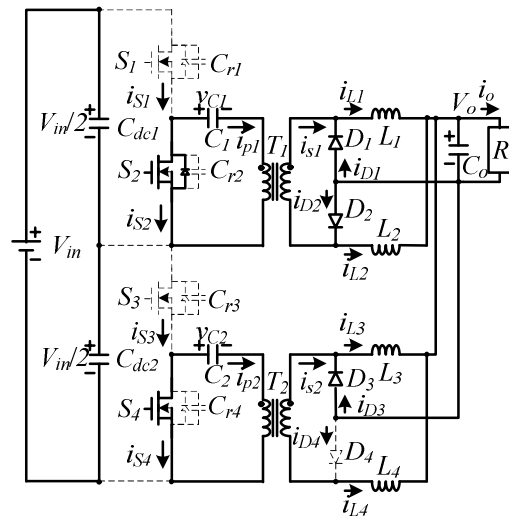 S1
Cr1
iS1
vC1
+ −
Vin/2
Cdc1
C1
ip1
T1
is1
iL1
L1
Vo
io
D1
iD1
Co
R
S2
Cr2
iS2
iD2
D2
L2
iL2
Vin
S3
Cr3
iS3
vC2
+ −
Vin/2
Cdc2
C2
ip2
T2
is2
iL3
L3
D3
iD3
S4
Cr4
iS4
iD4
D4
L4
iL4